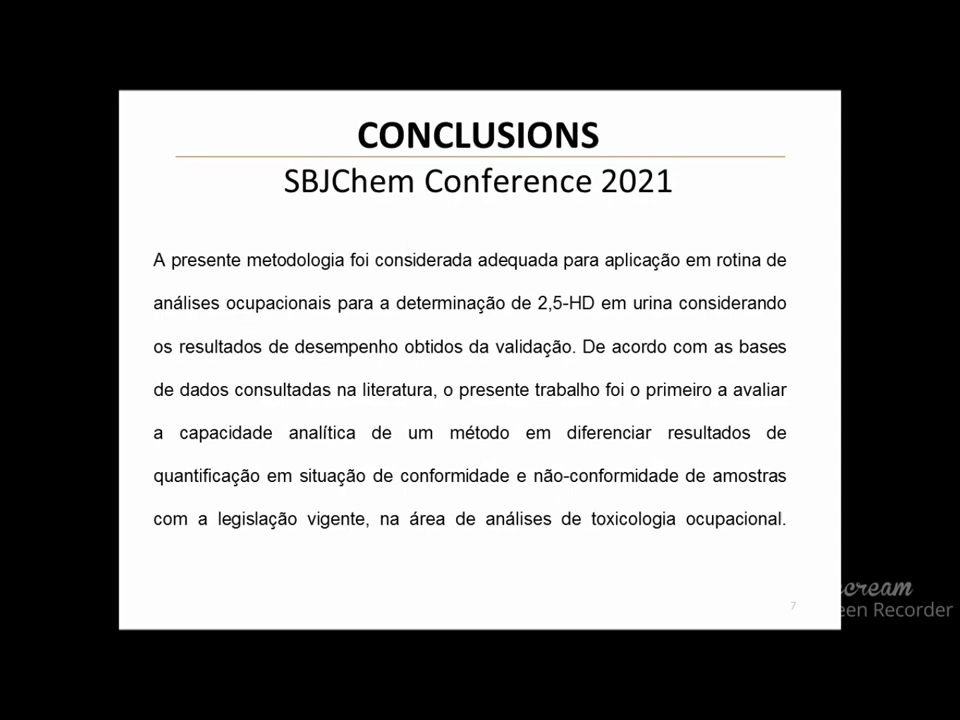 CONCLUSIONS
SBJChem Conference 2021
A presente metodologia foi considerada adequada para aplicação em rotina de
análises ocupacionais para a determinação de 2,5-HD em urina considerando
os resultados de desempenho obtidos da validação. De acordo com as bases
de dados consultadas na literatura, o presente trabalho foi o primeiro a avaliar
a capacidade analítica de um método em diferenciar resultados de
quantificação em situação de conformidade e não-conformidade de amostras
com a legislação vigente, na área de análises de toxicologia ocupacional.
7
Recorder